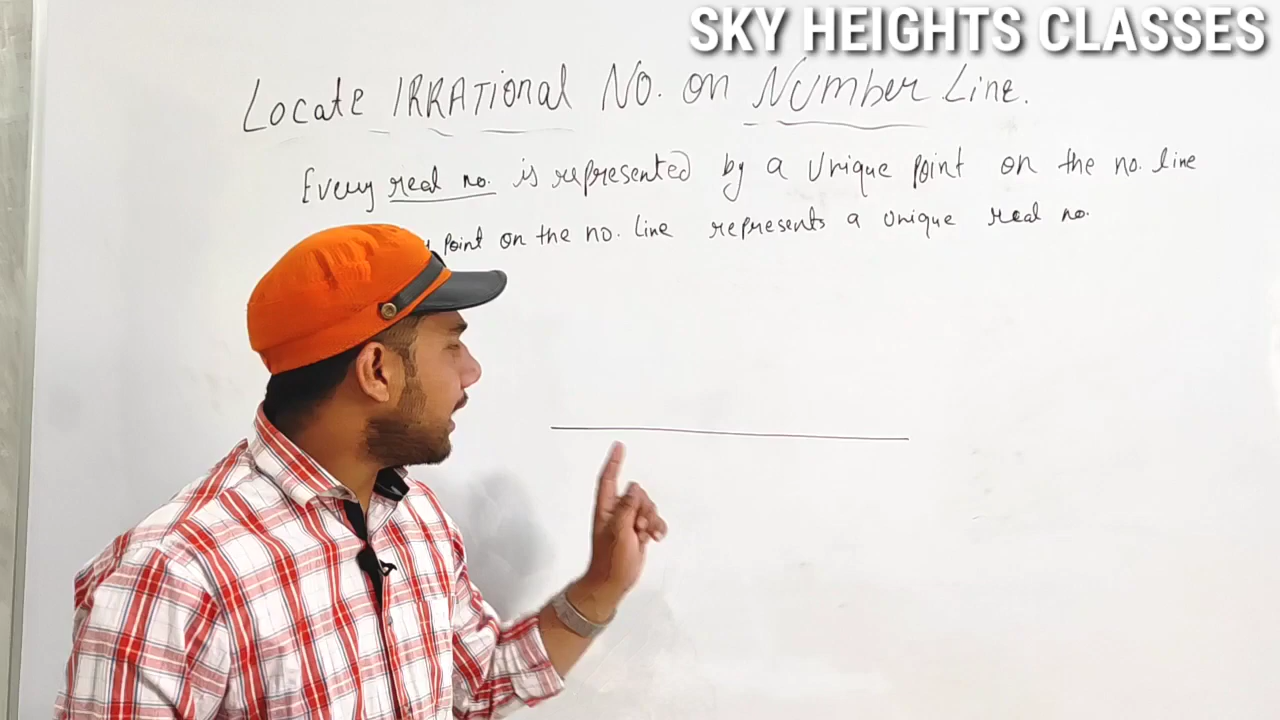 SKY HEIGHTS CLASSES
Locate IRRATional No. on Number Line.
Every real no. is represented by a Unique Point on the no. line
Point on the no. line represents a unique real no.